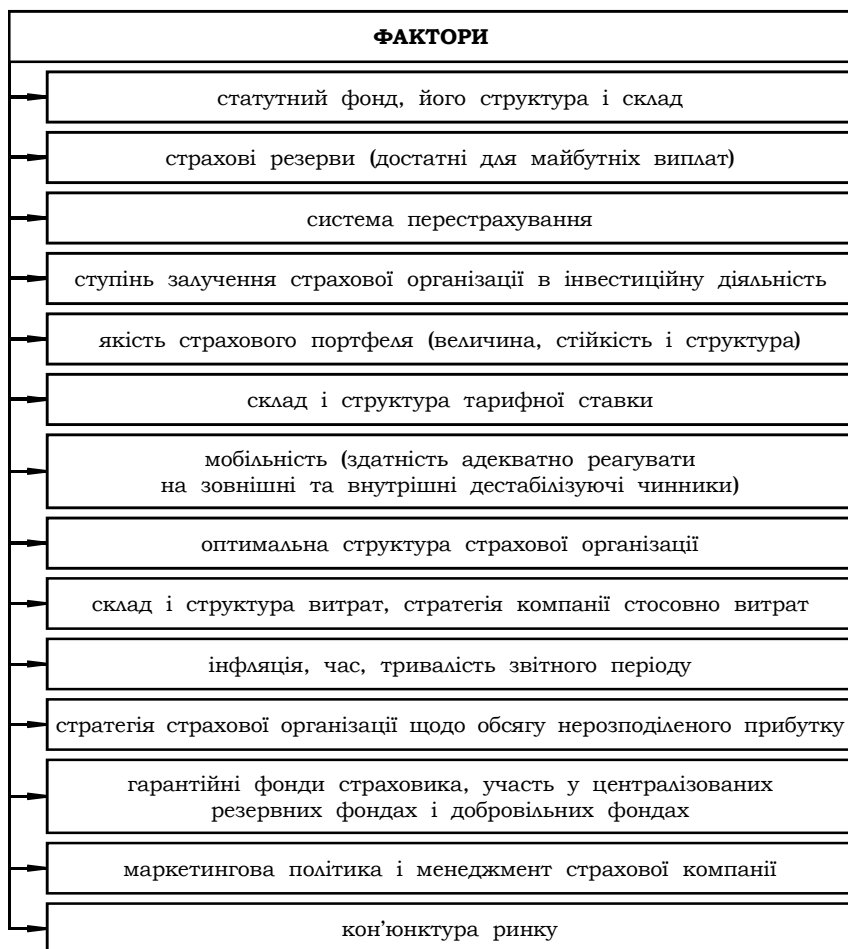 ФАКТОРИ
статутний фонд, його структура і склад
страхові резерви (достатні для майбутніх виплат)
система перестрахування
ступінь залучення страхової організації в інвестиційну діяльність
якість страхового портфеля (величина, стійкість і структура)
склад і структура тарифної ставки
мобільність (здатність адекватно реагувати
на зовнішні та внутрішні дестабілізуючі чинники)
оптимальна структура страхової організації
склад і структура витрат, стратегія компанії стосовно витрат
інфляція, час, тривалість звітного періоду
стратегія страхової організації щодо обсягу нерозподіленого прибутку
гарантійні фонди страховика, участь у централізованих
резервних фондах і добровільних фондах
маркетингова політика і менеджмент страхової компанії
кон’юнктура ринку